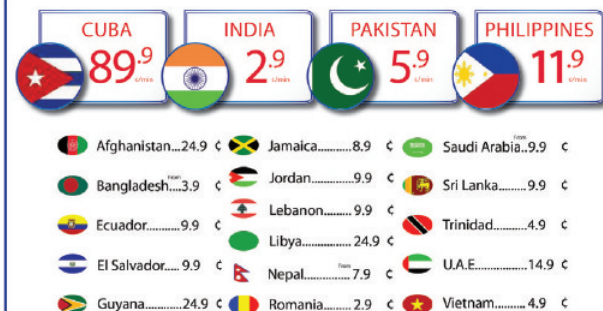 CUBA
89.9 ¢/min
INDIA
2.9 ¢/min
PAKISTAN
5.9 ¢/min
PHILIPPINES
11.9 ¢/min
Afghanistan...24.9 ¢
Bangladesh....From 3.9 ¢
Ecuador..........9.9 ¢
El Salvador..... 9.9 ¢
Guyana..........24.9 ¢
Jamaica...........8.9 ¢
Jordan.............9.9 ¢
Lebanon........ 9.9 ¢
Libya............... 24.9 ¢
Nepal..............From 7.9 ¢
Romania........ 2.9 ¢
Saudi Arabia..From 9.9 ¢
Sri Lanka........ 9.9 ¢
Trinidad..........4.9 ¢
U.A.E...............14.9 ¢
Vietnam......... 4.9 ¢